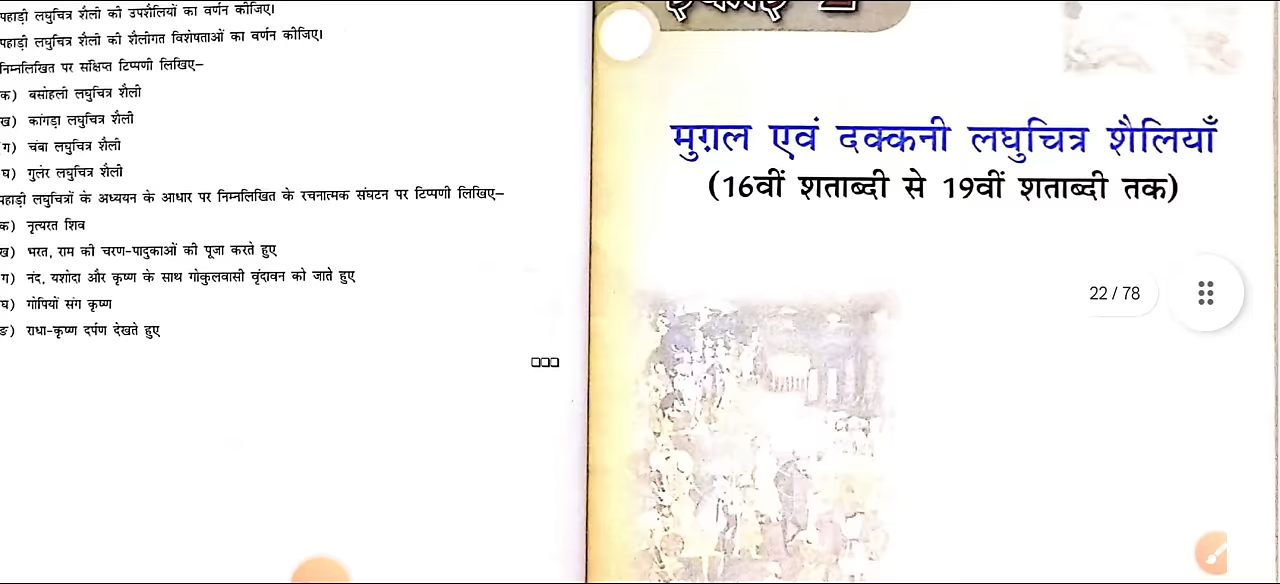 पहाड़ी लघुचित्र शैली की उपशैलियों का वर्णन कीजिए।
पहाड़ी लघुचित्र शैली की शैलीगत विशेषताओं का वर्णन कीजिए।
निम्नलिखित पर संक्षिप्त टिप्पणी लिखिए–
क) बसोहली लघुचित्र शैली
ख) कांगड़ा लघुचित्र शैली
ग) चंबा लघुचित्र शैली
घ) गुलेर लघुचित्र शैली
पहाड़ी लघुचित्रों के अध्ययन के आधार पर निम्नलिखित के रचनात्मक संघटन पर टिप्पणी लिखिए–
क) नृत्यरत शिव
ख) भरत, राम की चरण-पादुकाओं की पूजा करते हुए
ग) नंद, यशोदा और कृष्ण के साथ गोकुलवासी वृंदावन को जाते हुए
घ) गोपियों संग कृष्ण
ङ) राधा-कृष्ण दर्पण देखते हुए
मुग़ल एवं दक्कनी लघुचित्र शैलियाँ
(16वीं शताब्दी से 19वीं शताब्दी तक)
22 / 78